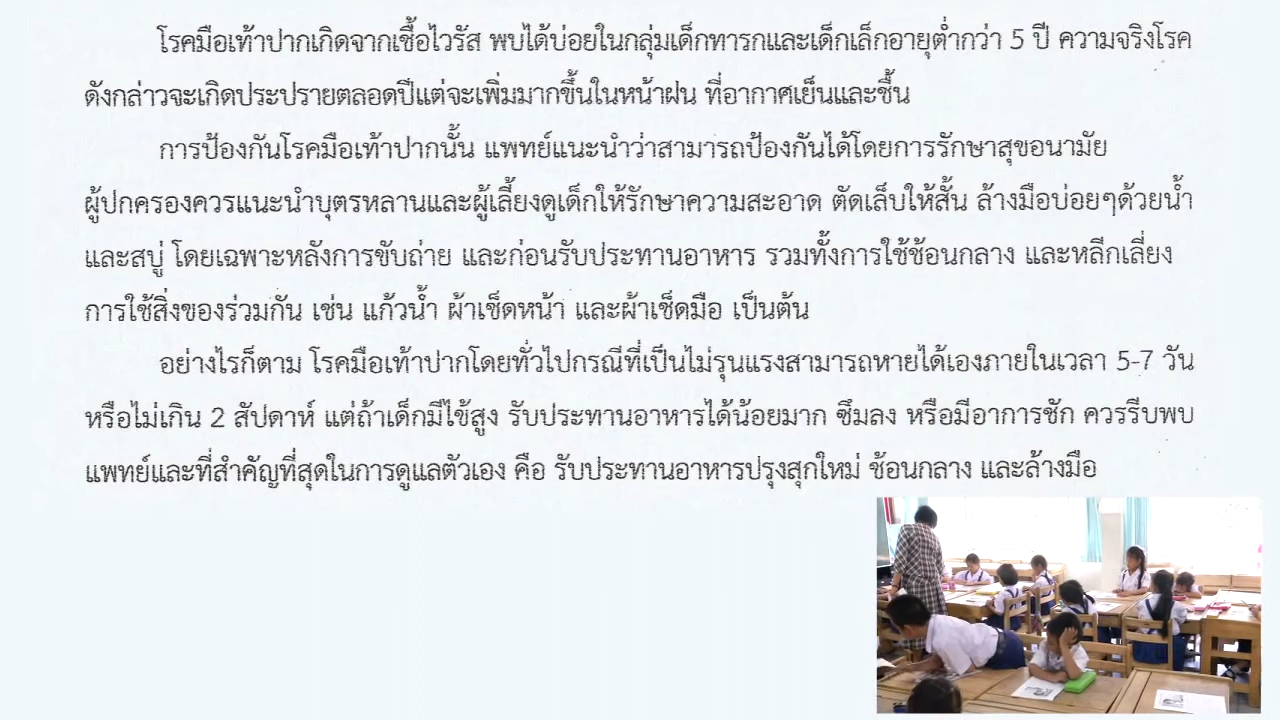 โรคมือเท้าปากเกิดจากเชื้อไวรัส พบได้บ่อยในกลุ่มเด็กทารกและเด็กเล็กอายุต่ำกว่า 5 ปี ความจริงโรค
ดังกล่าวจะเกิดประปรายตลอดปีแต่จะเพิ่มมากขึ้นในหน้าฝน ที่อากาศเย็นและชื้น
การป้องกันโรคมือเท้าปากนั้น แพทย์แนะนำว่าสามารถป้องกันได้โดยการรักษาสุขอนามัย
ผู้ปกครองควรแนะนำบุตรหลานและผู้เลี้ยงดูเด็กให้รักษาความสะอาด ตัดเล็บให้สั้น ล้างมือบ่อยๆด้วยน้ำ
และสบู่ โดยเฉพาะหลังการขับถ่าย และก่อนรับประทานอาหาร รวมทั้งการใช้ช้อนกลาง และหลีกเลี่ยง
การใช้สิ่งของร่วมกัน เช่น แก้วน้ำ ผ้าเช็ดหน้า และผ้าเช็ดมือ เป็นต้น
อย่างไรก็ตาม โรคมือเท้าปากโดยทั่วไปกรณีที่เป็นไม่รุนแรงสามารถหายได้เองภายในเวลา 5-7 วัน
หรือไม่เกิน 2 สัปดาห์ แต่ถ้าเด็กมีไข้สูง รับประทานอาหารได้น้อยมาก ซึมลง หรือมีอาการชัก ควรรีบพบ
แพทย์และที่สำคัญที่สุดในการดูแลตัวเอง คือ รับประทานอาหารปรุงสุกใหม่ ช้อนกลาง และล้างมือ